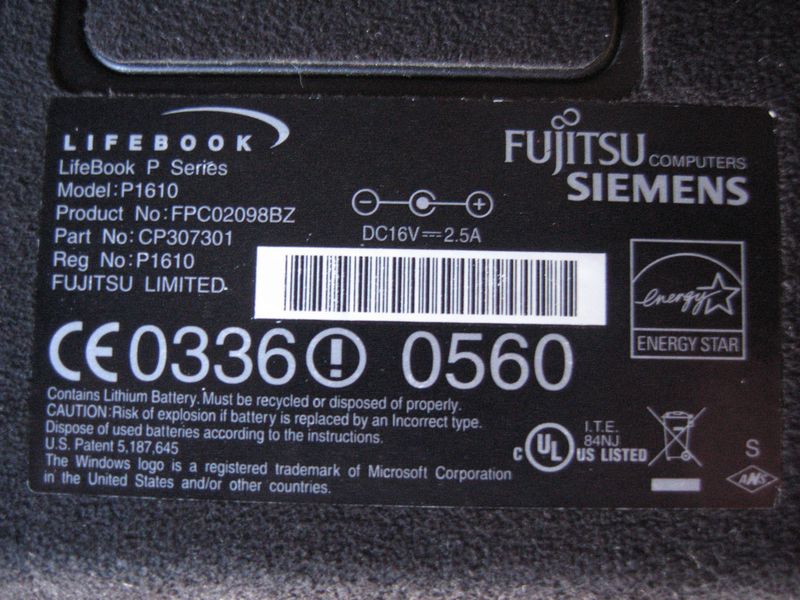 LIFEBOOK
LifeBook P Series
Model:P1610
Product No:FPC02098BZ
Part No:CP307301
Reg No:P1610
FUJITSU LIMITED
FUJITSU COMPUTERS
SIEMENS
DC16V⎓2.5A
energy
ENERGY STAR
CE0336 ! 0560
Contains Lithium Battery. Must be recycled or disposed of properly.
CAUTION:Risk of explosion if battery is replaced by an Incorrect type.
Dispose of used batteries according to the instructions.
U.S. Patent 5,187,645
The Windows logo is a registered trademark of Microsoft Corporation
in the United States and/or other countries.
C UL US LISTED
I.T.E.
84NJ
S